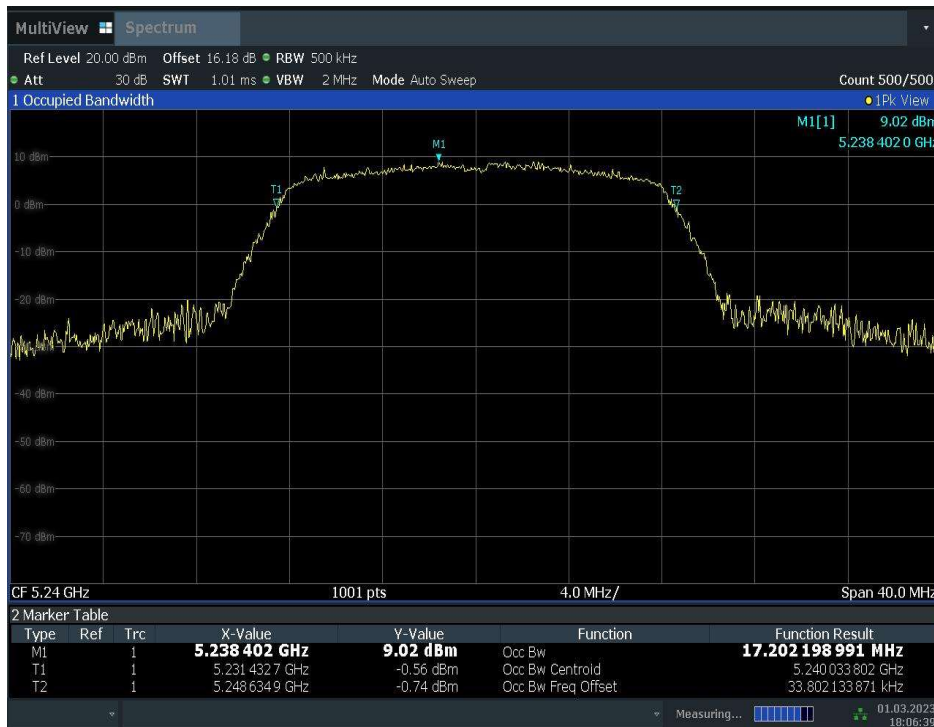 MultiView Spectrum
Ref Level 20.00 dBm Offset 16.18 dB RBW 500 kHz
Att 30 dB SWT 1.01 ms VBW 2 MHz Mode Auto Sweep Count 500/500
1 Occupied Bandwidth 1Pk View
M1[1] 9.02 dBm
5.238 402 0 GHz
M1
10 dBm
T1
T2
0 dBm
-10 dBm
-20 dBm
-40 dBm
-50 dBm
-60 dBm
-70 dBm
CF 5.24 GHz 1001 pts 4.0 MHz/ Span 40.0 MHz
2 Marker Table
Type Ref Trc X-Value Y-Value Function Function Result
M1 1 5.238 402 GHz 9.02 dBm Occ Bw 17.202 198 991 MHz
T1 1 5.231 432 7 GHz -0.56 dBm Occ Bw Centroid 5.240 033 802 GHz
T2 1 5.248 634 9 GHz -0.74 dBm Occ Bw Freq Offset 33.802 133 871 kHz
Measuring... 01.03.2023
18:06:39